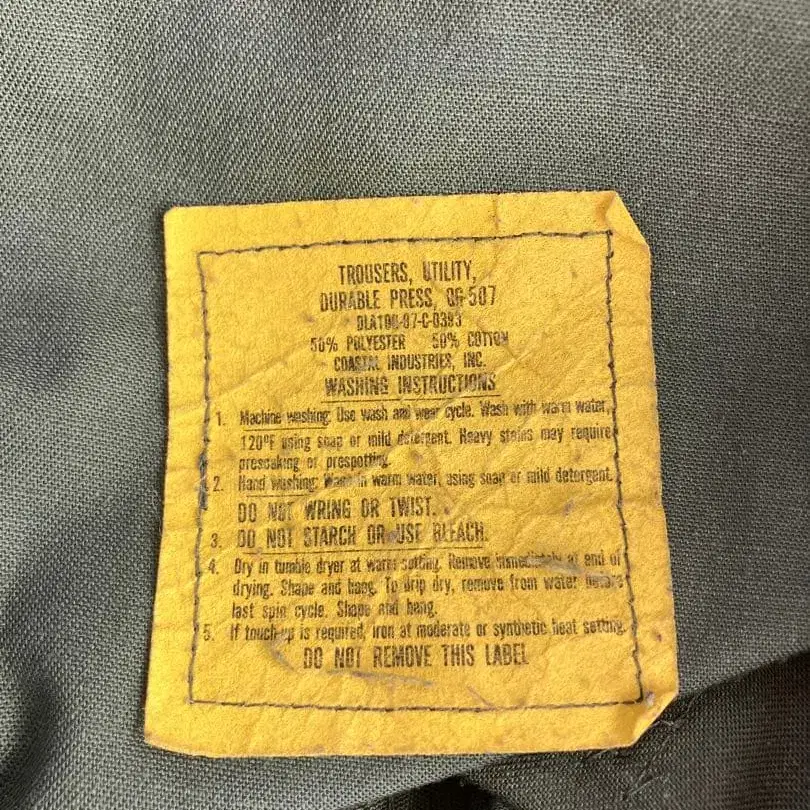 TROUSERS, UTILITY,
DURABLE PRESS, OG-507
DLA100-87-C-0393
50% POLYESTER 50% COTTON
COASTAL INDUSTRIES, INC.
WASHING INSTRUCTIONS
1. Machine washing: Use wash and wear cycle. Wash with warm water,
120°F using soap or mild detergent. Heavy stains may require
presoaking or prespotting.
2. Hand washing: Wash in warm water, using soap or mild detergent.
DO NOT WRING OR TWIST.
3. DO NOT STARCH OR USE BLEACH.
4. Dry in tumble dryer at warm setting. Remove immediately at end of
drying. Shape and hang. To drip dry, remove from water before
last spin cycle. Shape and hang.
5. If touch-up is required, iron at moderate or synthetic heat setting.
DO NOT REMOVE THIS LABEL